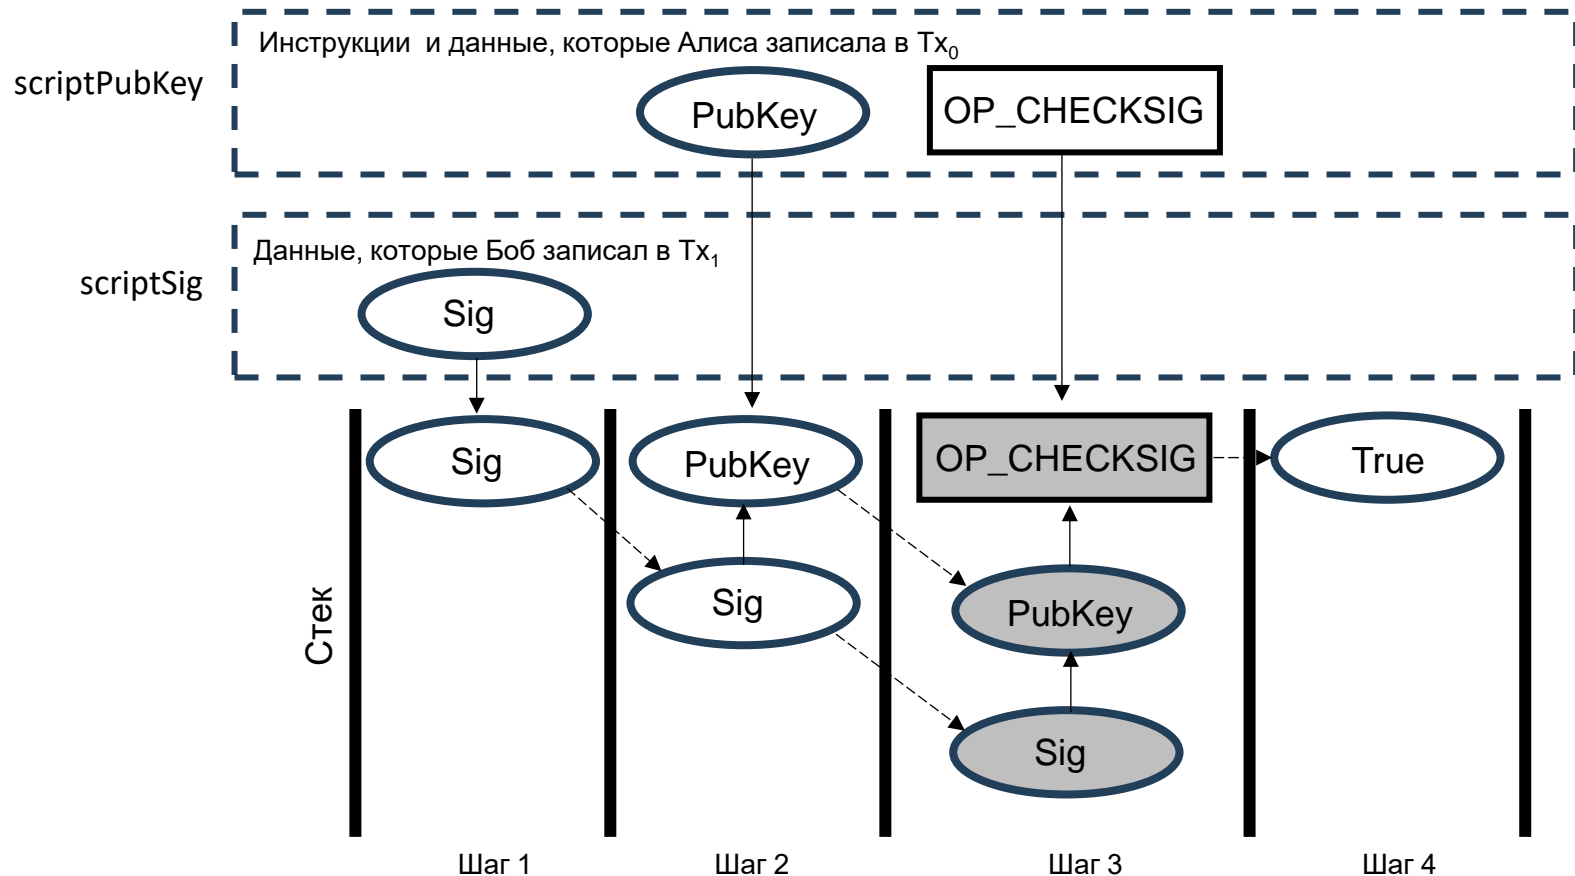 Инструкции и данные, которые Алиса записала в Tx0
scriptPubKey
PubKey
OP_CHECKSIG
Данные, которые Боб записал в Tx1
scriptSig
Sig
Sig
PubKey
OP_CHECKSIG
True
Sig
PubKey
Стек
Sig
Шаг 1
Шаг 2
Шаг 3
Шаг 4